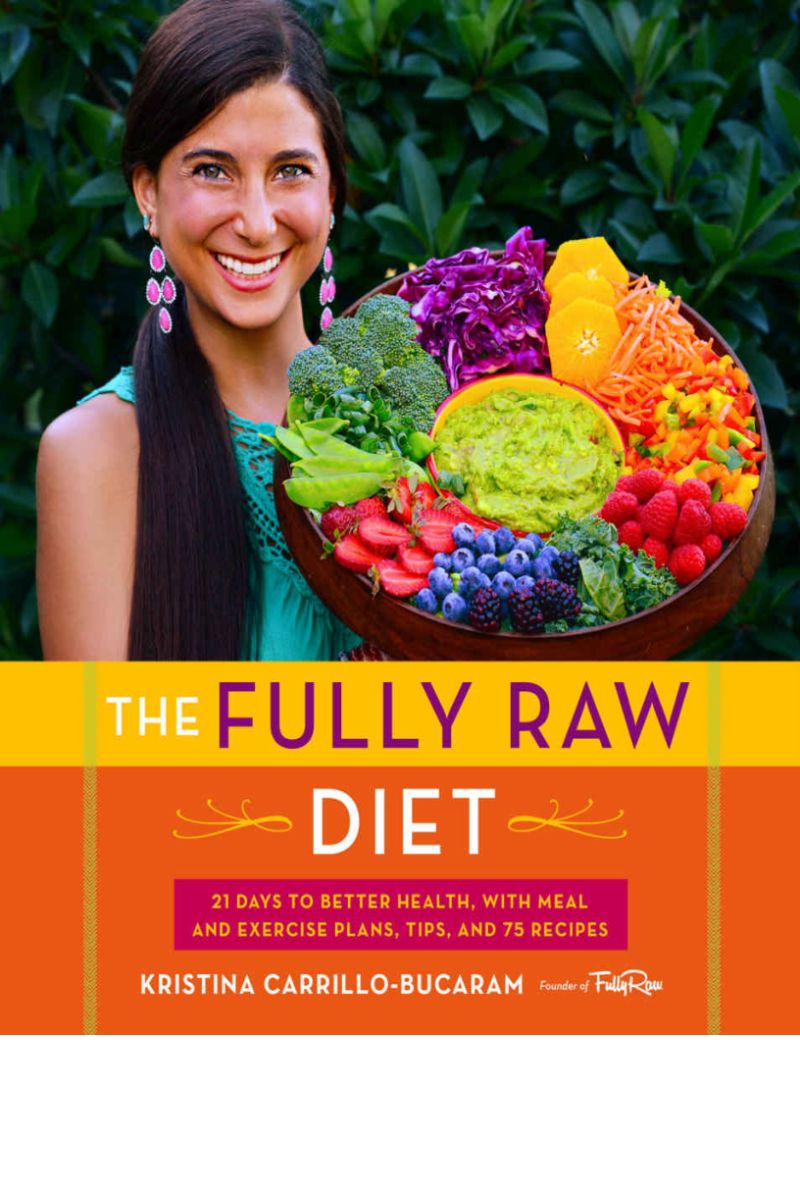 THE FULLY RAW
DIET
21 DAYS TO BETTER HEALTH, WITH MEAL
AND EXERCISE PLANS, TIPS, AND 75 RECIPES
KRISTINA CARRILLO-BUCARAM Founder of FullyRaw